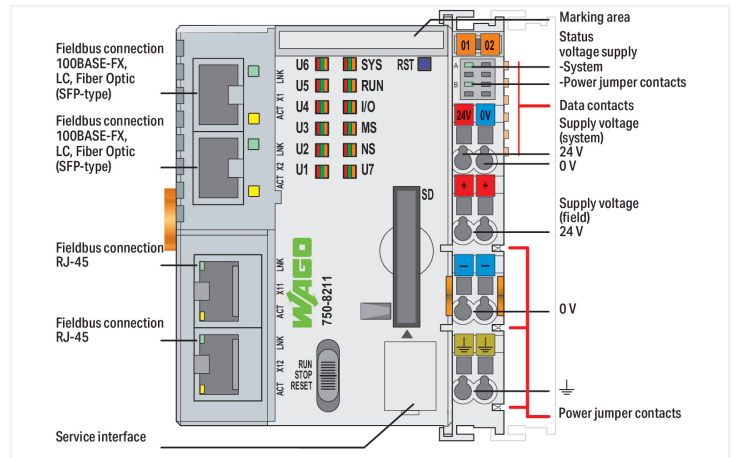 Fieldbus connection
100BASE-FX,
LC, Fiber Optic
(SFP-type)
Fieldbus connection
100BASE-FX,
LC, Fiber Optic
(SFP-type)
Fieldbus connection
RJ-45
Fieldbus connection
RJ-45
Service interface
LNK
X1
ACT
LNK
X2
ACT
LNK
X11
ACT
LNK
X12
ACT
U6 SYS RST
U5 RUN
U4 I/O
U3 MS
U2 NS
U1 U7
SD
WAGO
750-8211
RUN
STOP
RESET
01 02
A
B
24V 0V
+ +
— —
Marking area
Status
voltage supply
-System
-Power jumper contacts
Data contacts
Supply voltage
(system)
24 V
0 V
Supply voltage
(field)
24 V
0 V
Power jumper contacts